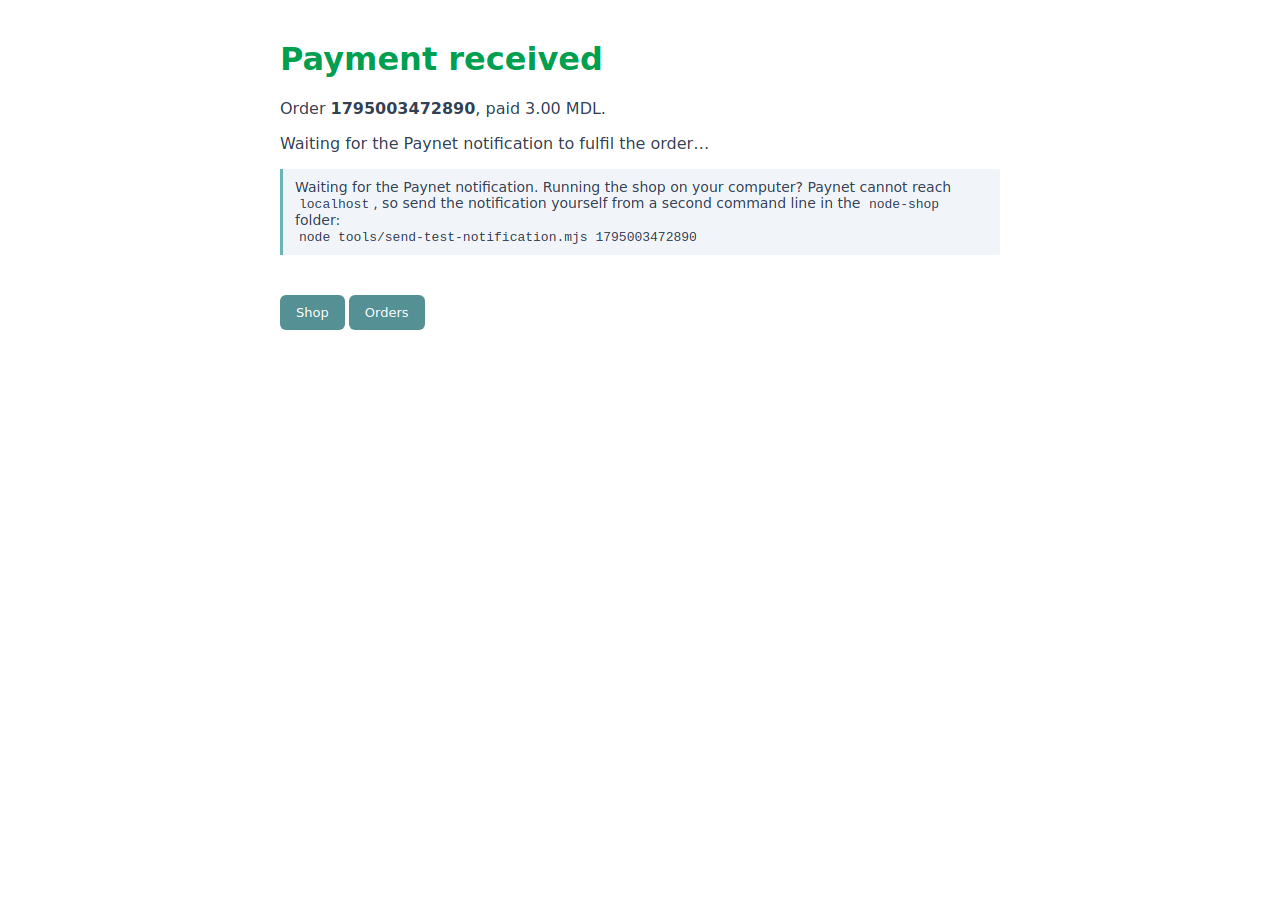 Payment received
Order 1795003472890, paid 3.00 MDL.
Waiting for the Paynet notification to fulfil the order…
Waiting for the Paynet notification. Running the shop on your computer? Paynet cannot reach
localhost, so send the notification yourself from a second command line in the node-shop
folder:
node tools/send-test-notification.mjs 1795003472890
Shop Orders